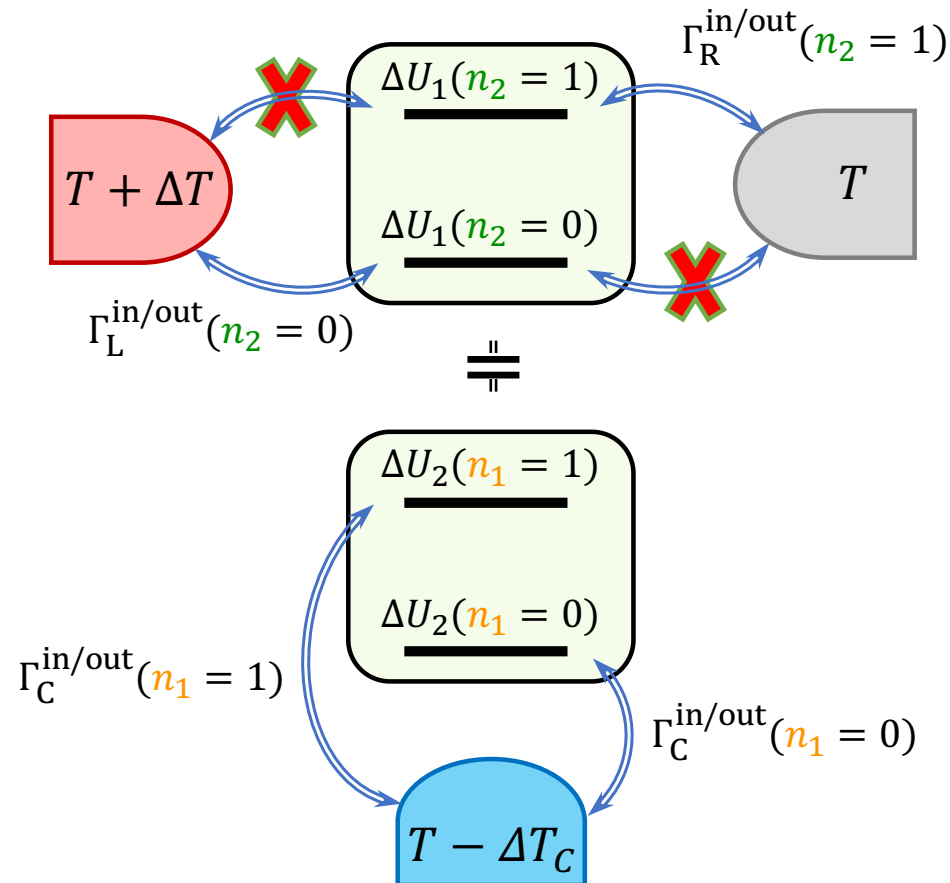 Γ_R^{in/out}(n_2 = 1)
ΔU_1(n_2 = 1)
T + ΔT
T
ΔU_1(n_2 = 0)
Γ_L^{in/out}(n_2 = 0)
ΔU_2(n_1 = 1)
ΔU_2(n_1 = 0)
Γ_C^{in/out}(n_1 = 1)
Γ_C^{in/out}(n_1 = 0)
T − ΔT_C